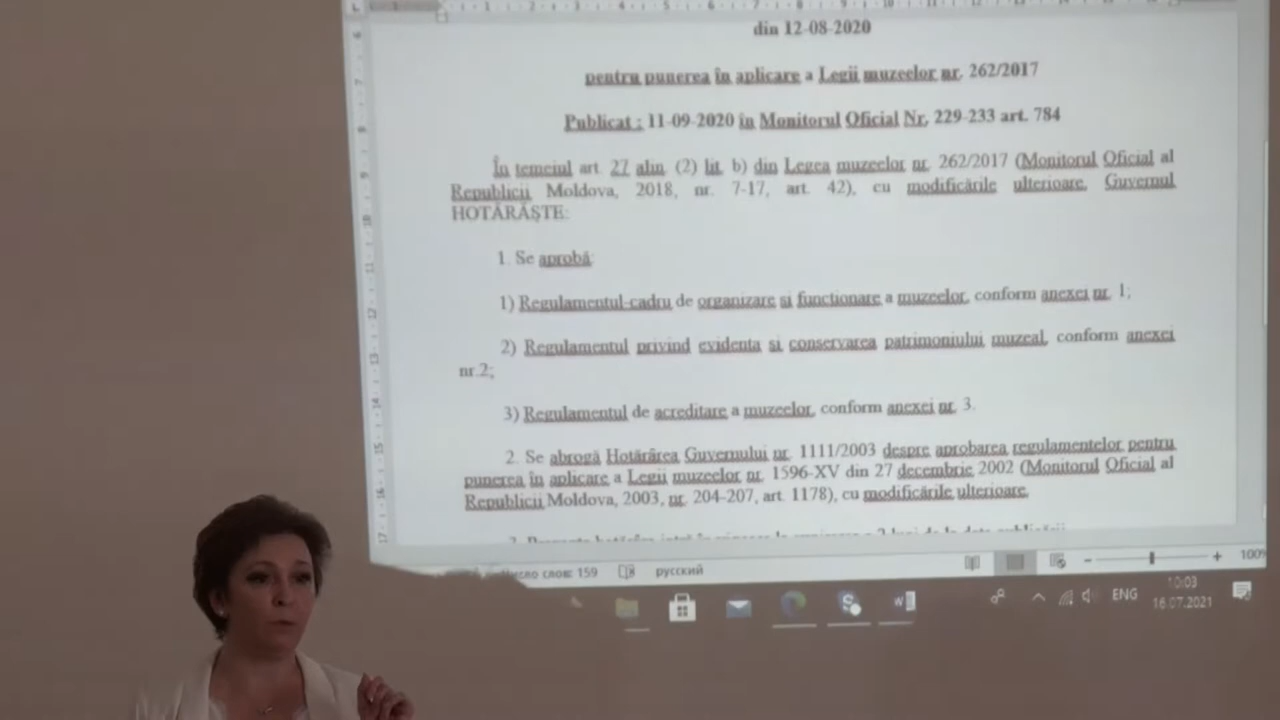 din 12-08-2020
pentru punerea în aplicare a Legii muzeelor nr. 262/2017
Publicat : 11-09-2020 în Monitorul Oficial Nr. 229-233 art. 784
În temeiul art. 27 alin. (2) lit. b) din Legea muzeelor nr. 262/2017 (Monitorul Oficial al
Republicii Moldova, 2018, nr. 7-17, art. 42), cu modificările ulterioare, Guvernul
HOTĂRĂȘTE:
1. Se aprobă:
1) Regulamentul-cadru de organizare și funcționare a muzeelor, conform anexei nr. 1;
2) Regulamentul privind evidența și conservarea patrimoniului muzeal, conform anexei
nr.2;
3) Regulamentul de acreditare a muzeelor, conform anexei nr. 3.
2. Se abrogă Hotărârea Guvernului nr. 1111/2003 despre aprobarea regulamentelor pentru
punerea în aplicare a Legii muzeelor nr. 1596-XV din 27 decembrie 2002 (Monitorul Oficial al
Republicii Moldova, 2003, nr. 204-207, art. 1178), cu modificările ulterioare.
слов: 159 русский 100%
ENG 10:03
16.07.2021